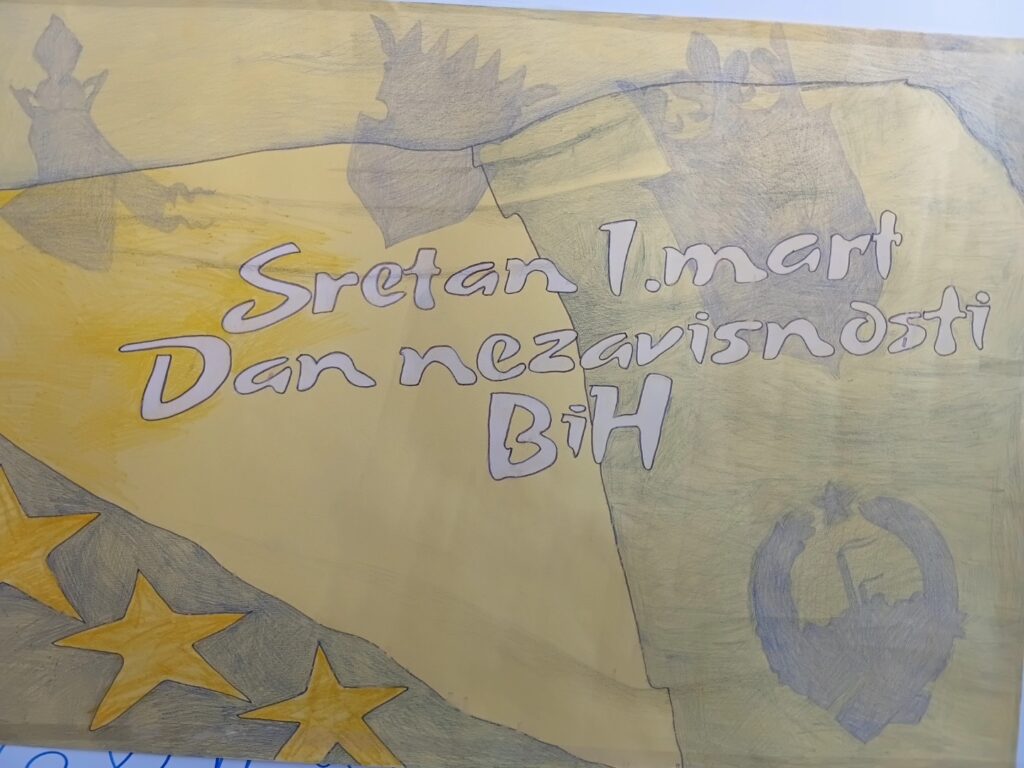 Sretan 1.mart
Dan nezavisnosti
BiH